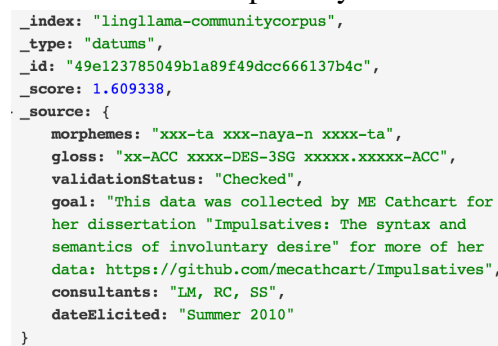 _index: "lingllama-communitycorpus",
_type: "datums",
_id: "49e123785049b1a89f49dcc666137b4c",
_score: 1.609338,
_source: {
morphemes: "xxx-ta xxx-naya-n xxxx-ta",
gloss: "xx-ACC xxxx-DES-3SG xxxxx.xxxxx-ACC",
validationStatus: "Checked",
goal: "This data was collected by ME Cathcart for
her dissertation "Impulsatives: The syntax and
semantics of involuntary desire" for more of her
data: https://github.com/mecathcart/Impulsatives",
consultants: "LM, RC, SS",
dateElicited: "Summer 2010"
}